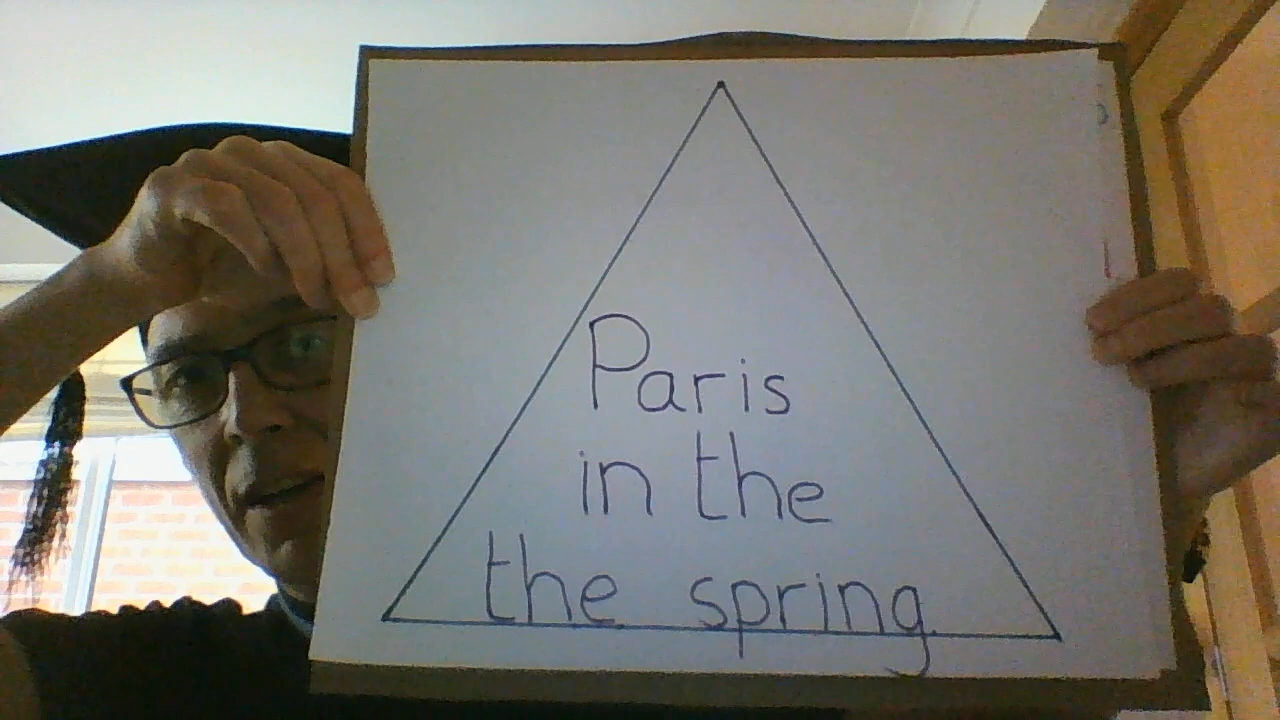 Paris
in the
the spring